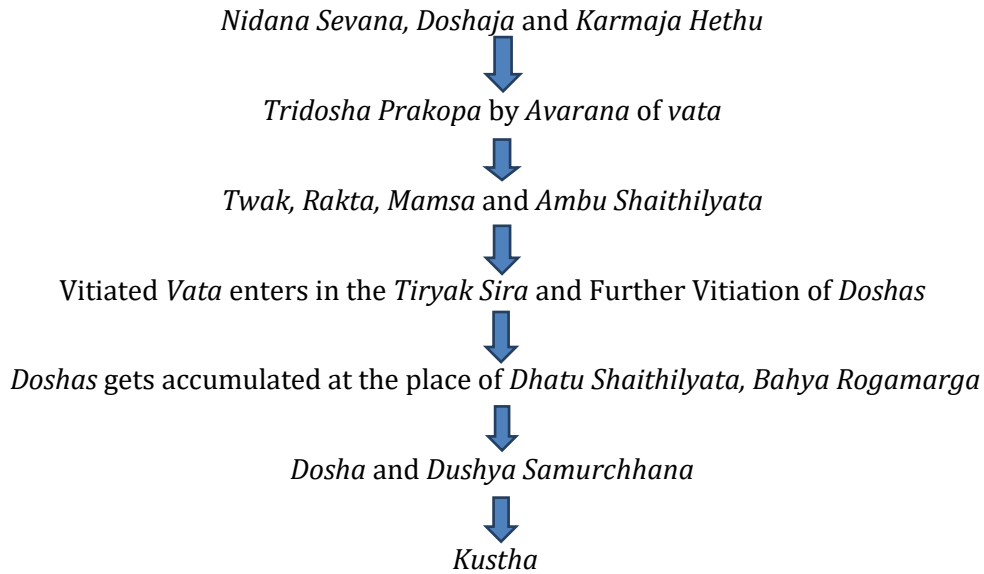 Nidana Sevana, Doshaja and Karmaja Hethu
Tridosha Prakopa by Avarana of vata
Twak, Rakta, Mamsa and Ambu Shaithilyata
Vitiated Vata enters in the Tiryak Sira and Further Vitiation of Doshas
Doshas gets accumulated at the place of Dhatu Shaithilyata, Bahya Rogamarga
Dosha and Dushya Samurchhana
Kustha